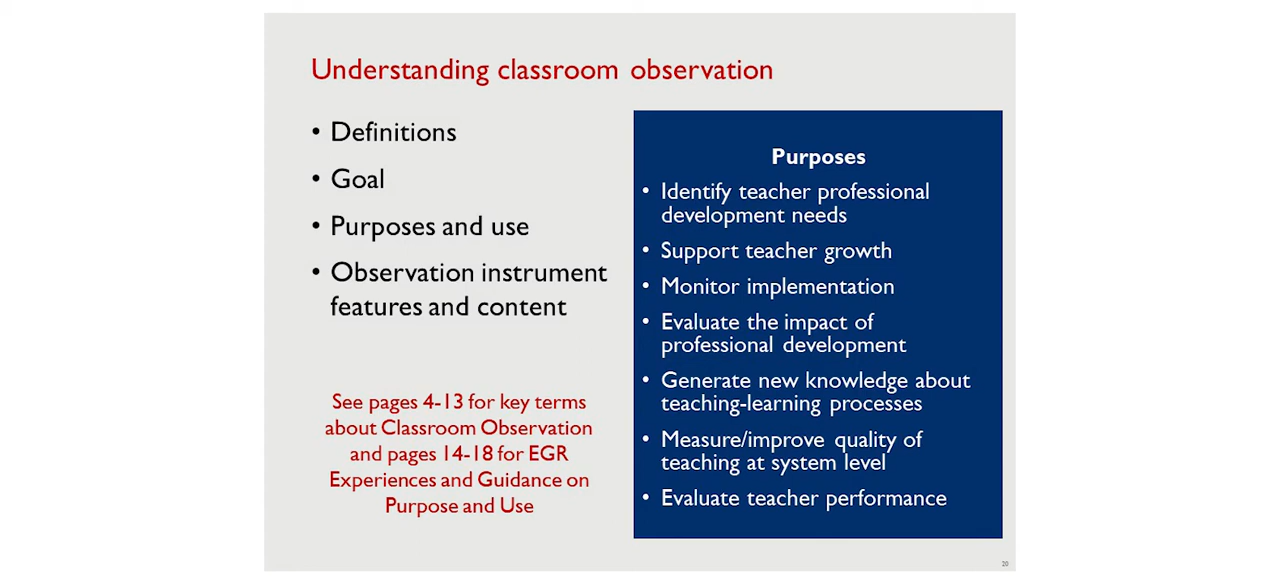 Understanding classroom observation
• Definitions
• Goal
• Purposes and use
• Observation instrument
features and content
See pages 4-13 for key terms
about Classroom Observation
and pages 14-18 for EGR
Experiences and Guidance on
Purpose and Use
Purposes
• Identify teacher professional
development needs
• Support teacher growth
• Monitor implementation
• Evaluate the impact of
professional development
• Generate new knowledge about
teaching-learning processes
• Measure/improve quality of
teaching at system level
• Evaluate teacher performance
20